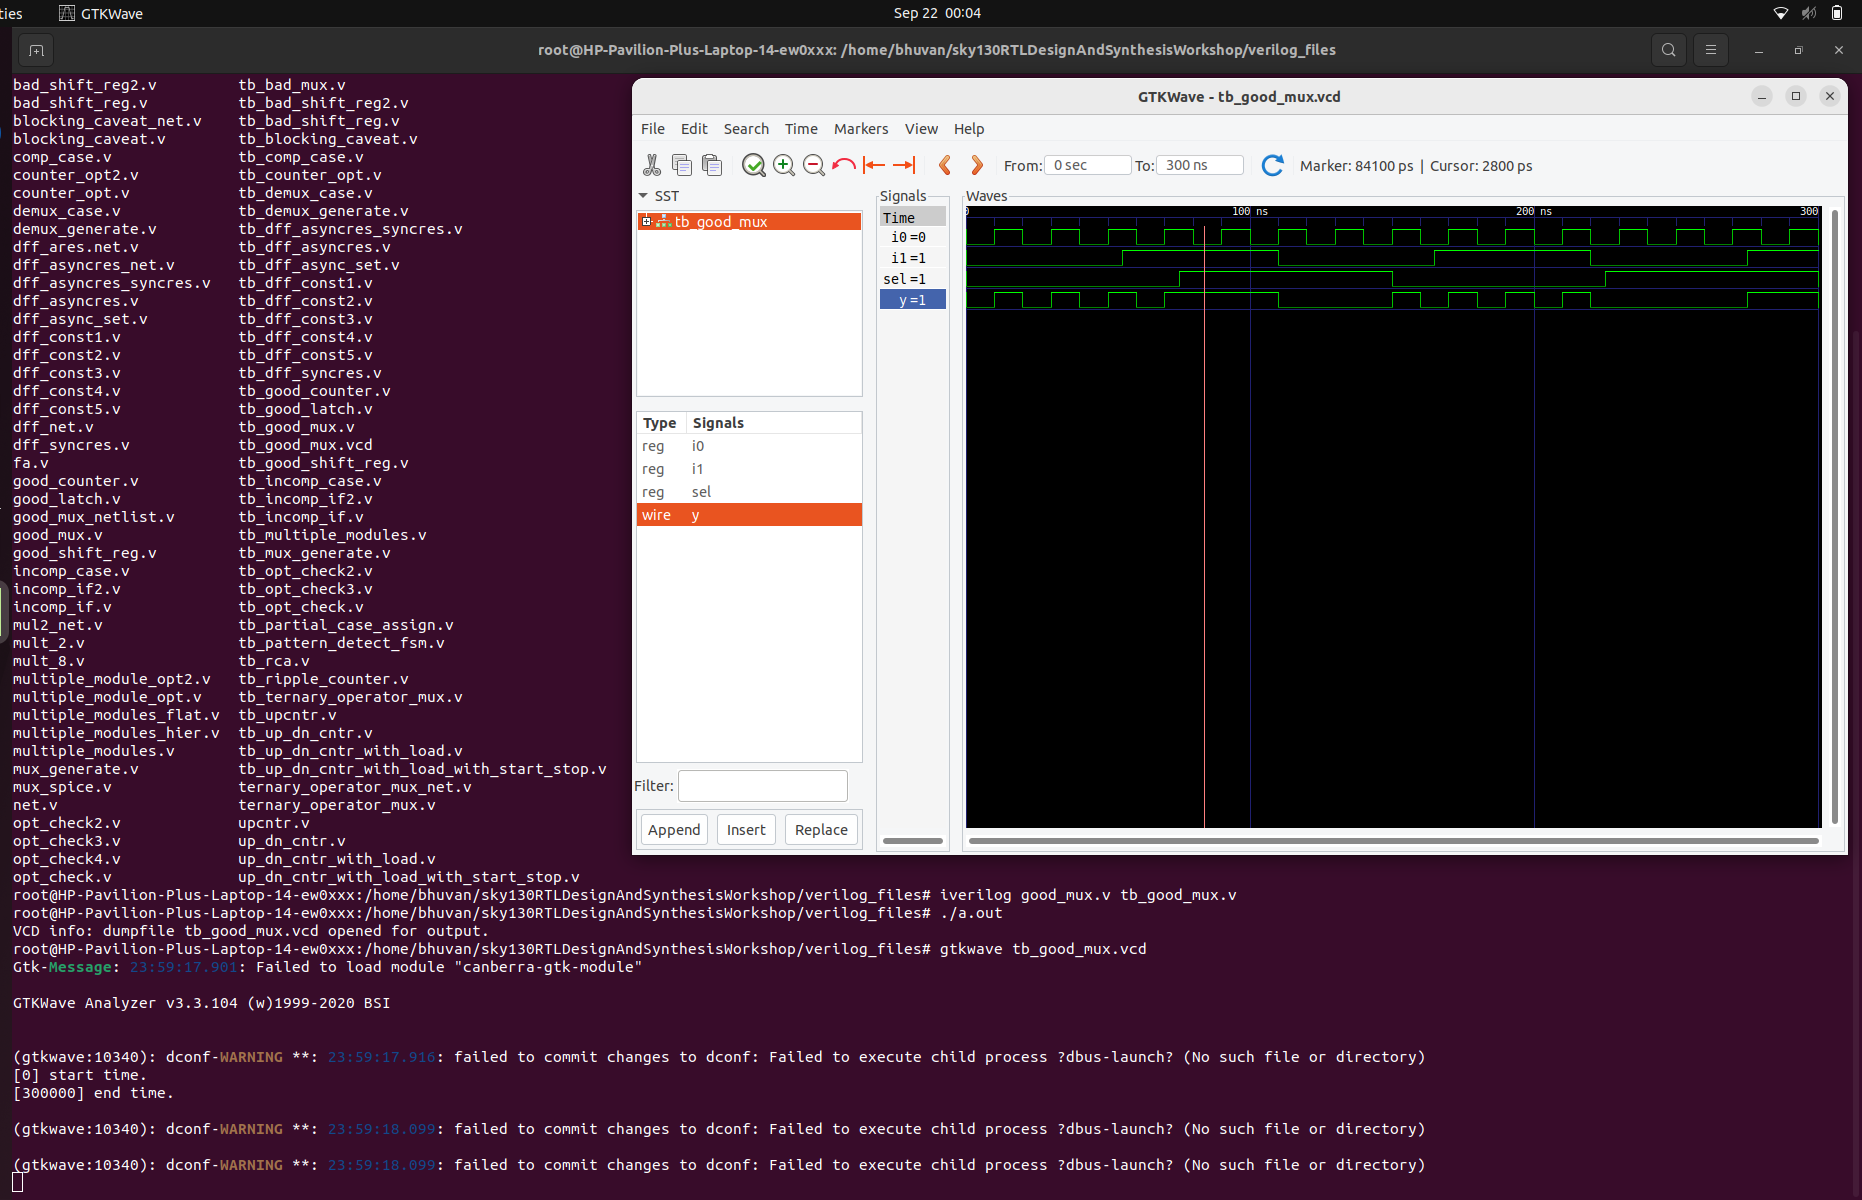 ties GTKWave Sep 22 00:04
root@HP-Pavilion-Plus-Laptop-14-ew0xxx: /home/bhuvan/sky130RTLDesignAndSynthesisWorkshop/verilog_files
bad_shift_reg2.v tb_bad_mux.v
bad_shift_reg.v tb_bad_shift_reg2.v
blocking_caveat_net.v tb_bad_shift_reg.v
blocking_caveat.v tb_blocking_caveat.v
comp_case.v tb_comp_case.v
counter_opt2.v tb_counter_opt.v
counter_opt.v tb_demux_case.v
demux_case.v tb_demux_generate.v
demux_generate.v tb_dff_asyncres_syncres.v
dff_ares.net.v tb_dff_asyncres.v
dff_asyncres_net.v tb_dff_async_set.v
dff_asyncres_syncres.v tb_dff_const1.v
dff_asyncres.v tb_dff_const2.v
dff_async_set.v tb_dff_const3.v
dff_const1.v tb_dff_const4.v
dff_const2.v tb_dff_const5.v
dff_const3.v tb_dff_syncres.v
dff_const4.v tb_good_counter.v
dff_const5.v tb_good_latch.v
dff_net.v tb_good_mux.v
dff_syncres.v tb_good_mux.vcd
fa.v tb_good_shift_reg.v
good_counter.v tb_incomp_case.v
good_latch.v tb_incomp_if2.v
good_mux_netlist.v tb_incomp_if.v
good_mux.v tb_multiple_modules.v
good_shift_reg.v tb_mux_generate.v
incomp_case.v tb_opt_check2.v
incomp_if2.v tb_opt_check3.v
incomp_if.v tb_opt_check.v
mul2_net.v tb_partial_case_assign.v
mult_2.v tb_pattern_detect_fsm.v
mult_8.v tb_rca.v
multiple_module_opt2.v tb_ripple_counter.v
multiple_module_opt.v tb_ternary_operator_mux.v
multiple_modules_flat.v tb_upcntr.v
multiple_modules_hier.v tb_up_dn_cntr.v
multiple_modules.v tb_up_dn_cntr_with_load.v
mux_generate.v tb_up_dn_cntr_with_load_with_start_stop.v
mux_spice.v ternary_operator_mux_net.v
net.v ternary_operator_mux.v
opt_check2.v upcntr.v
opt_check3.v up_dn_cntr.v
opt_check4.v up_dn_cntr_with_load.v
opt_check.v up_dn_cntr_with_load_with_start_stop.v
GTKWave - tb_good_mux.vcd
File Edit Search Time Markers View Help
From: 0 sec To: 300 ns Marker: 84100 ps | Cursor: 2800 ps
SST
tb_good_mux
Type Signals
reg i0
reg i1
reg sel
wire y
Filter:
Append Insert Replace
Signals
Time
i0=0
i1=1
sel=1
y=1
Waves
0 100 ns 200 ns 300
root@HP-Pavilion-Plus-Laptop-14-ew0xxx:/home/bhuvan/sky130RTLDesignAndSynthesisWorkshop/verilog_files# iverilog good_mux.v tb_good_mux.v
root@HP-Pavilion-Plus-Laptop-14-ew0xxx:/home/bhuvan/sky130RTLDesignAndSynthesisWorkshop/verilog_files# ./a.out
VCD info: dumpfile tb_good_mux.vcd opened for output.
root@HP-Pavilion-Plus-Laptop-14-ew0xxx:/home/bhuvan/sky130RTLDesignAndSynthesisWorkshop/verilog_files# gtkwave tb_good_mux.vcd
Gtk-Message: 23:59:17.901: Failed to load module "canberra-gtk-module"
GTKWave Analyzer v3.3.104 (w)1999-2020 BSI
(gtkwave:10340): dconf-WARNING **: 23:59:17.916: failed to commit changes to dconf: Failed to execute child process ?dbus-launch? (No such file or directory)
[0] start time.
[300000] end time.
(gtkwave:10340): dconf-WARNING **: 23:59:18.099: failed to commit changes to dconf: Failed to execute child process ?dbus-launch? (No such file or directory)
(gtkwave:10340): dconf-WARNING **: 23:59:18.099: failed to commit changes to dconf: Failed to execute child process ?dbus-launch? (No such file or directory)